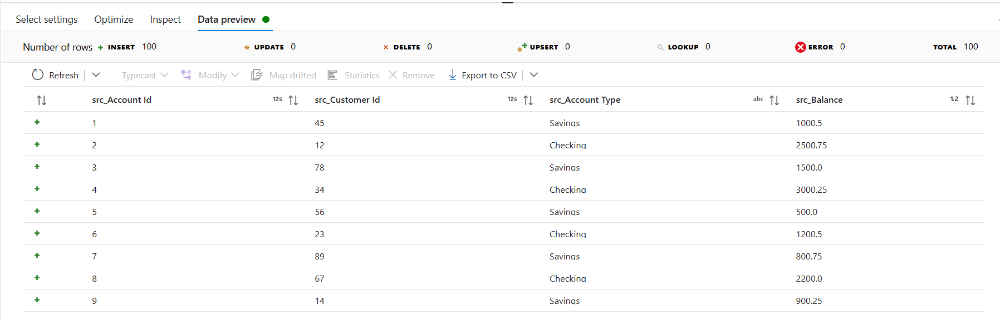 Select settings Optimize Inspect Data preview
Number of rows INSERT 100 UPDATE 0 DELETE 0 UPSERT 0 LOOKUP 0 ERROR 0 TOTAL 100
Refresh Typecast Modify Map drifted Statistics Remove Export to CSV
src_Account Id 12s src_Customer Id 12s src_Account Type abc src_Balance 1.2
1 45 Savings 1000.5
2 12 Checking 2500.75
3 78 Savings 1500.0
4 34 Checking 3000.25
5 56 Savings 500.0
6 23 Checking 1200.5
7 89 Savings 800.75
8 67 Checking 2200.0
9 14 Savings 900.25